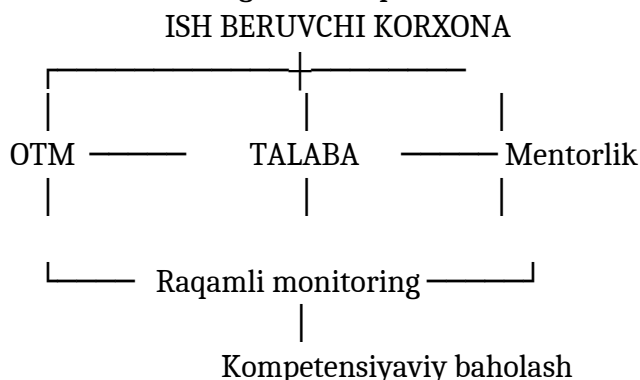 ISH BERUVCHI KORXONA
OTM TALABA Mentorlik
Raqamli monitoring
Kompetensiyaviy baholash